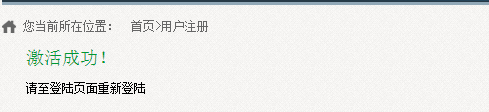 您当前所在位置： 首页>用户注册
激活成功！
请至登陆页面重新登陆